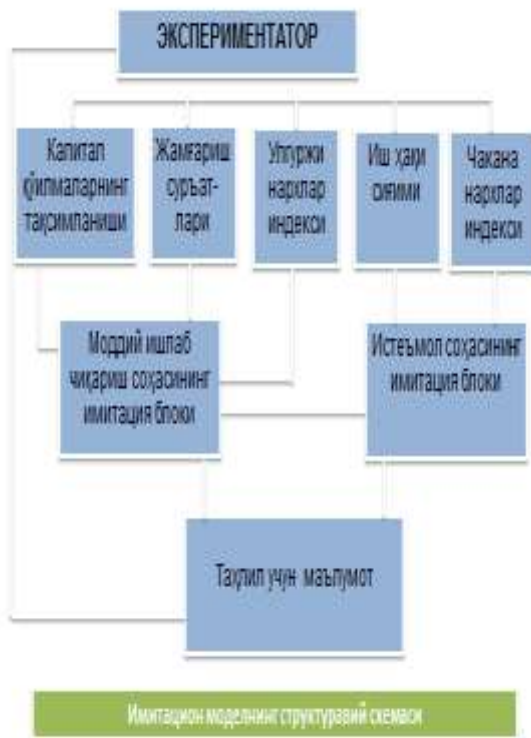 ЭКСПЕРИМЕНТАТОР
Капитал
қўйилмаларнинг
тақсимланиши
Жамғариш
суръат-
лари
Улгуржи
нархлар
индекси
Иш ҳақи
сиғими
Чакана
нархлар
индекси
Моддий ишлаб
чиқариш соҳасининг
имитация блоки
Истеъмол соҳасининг
имитация блоки
Таҳлил учун маълумот
Имитацион моделнинг структуравий схемаси